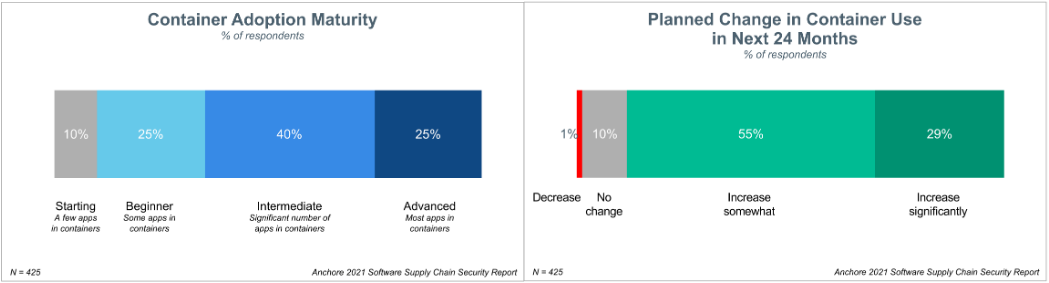 Container Adoption Maturity
% of respondents
10%
25%
40%
25%
Starting
A few apps
in containers
Beginner
Some apps in
containers
Intermediate
Significant number of
apps in containers
Advanced
Most apps in
containers
N = 425
Anchore 2021 Software Supply Chain Security Report
Planned Change in Container Use
in Next 24 Months
% of respondents
1%
10%
55%
29%
Decrease
No
change
Increase
somewhat
Increase
significantly
N = 425
Anchore 2021 Software Supply Chain Security Report